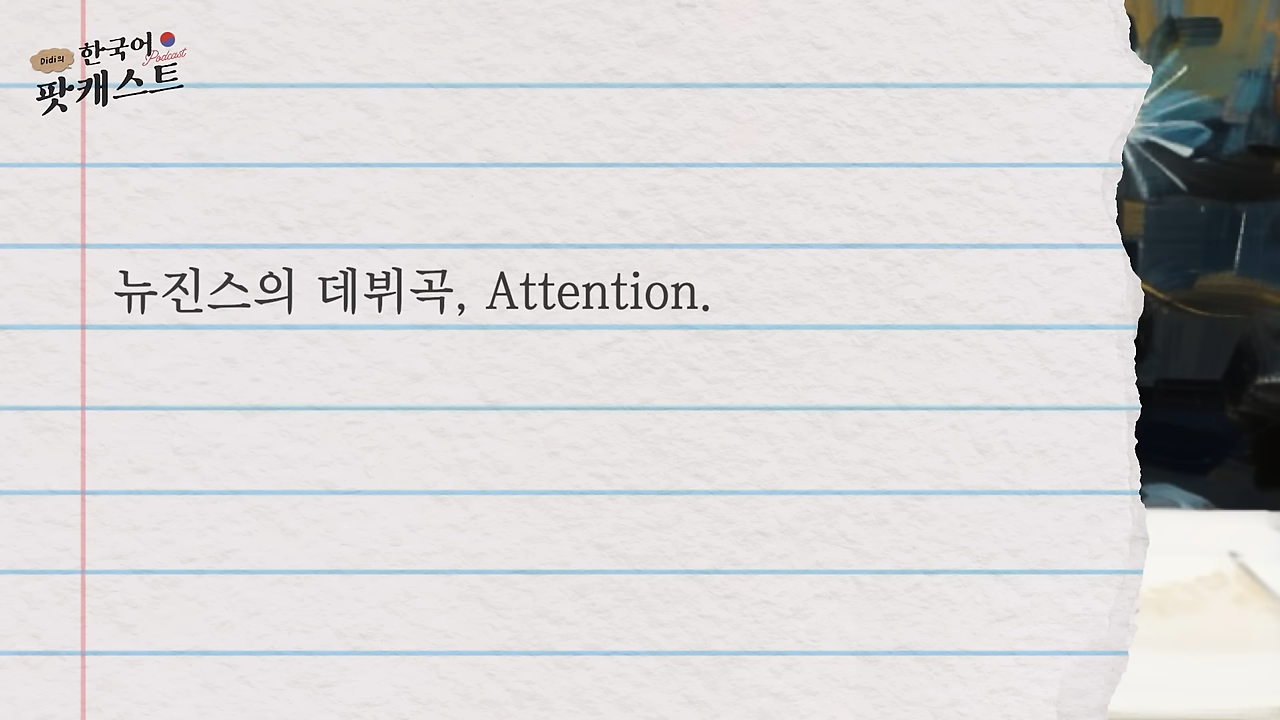 Didi의
한국어
Podcast
팟캐스트
뉴진스의 데뷔곡, Attention.